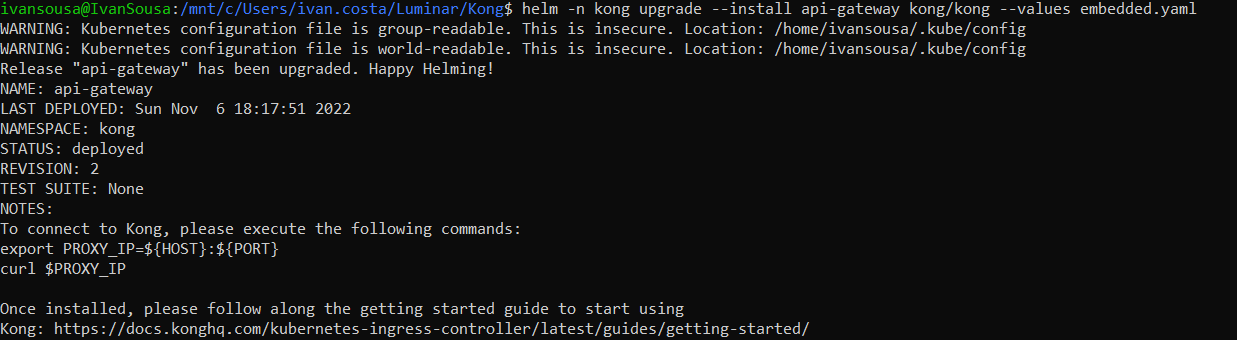 ivansousa@IvanSousa:/mnt/c/Users/ivan.costa/Luminar/Kong$ helm -n kong upgrade --install api-gateway kong/kong --values embedded.yaml
WARNING: Kubernetes configuration file is group-readable. This is insecure. Location: /home/ivansousa/.kube/config
WARNING: Kubernetes configuration file is world-readable. This is insecure. Location: /home/ivansousa/.kube/config
Release "api-gateway" has been upgraded. Happy Helming!
NAME: api-gateway
LAST DEPLOYED: Sun Nov  6 18:17:51 2022
NAMESPACE: kong
STATUS: deployed
REVISION: 2
TEST SUITE: None
NOTES:
To connect to Kong, please execute the following commands:
export PROXY_IP=${HOST}:${PORT}
curl $PROXY_IP

Once installed, please follow along the getting started guide to start using
Kong: https://docs.konghq.com/kubernetes-ingress-controller/latest/guides/getting-started/